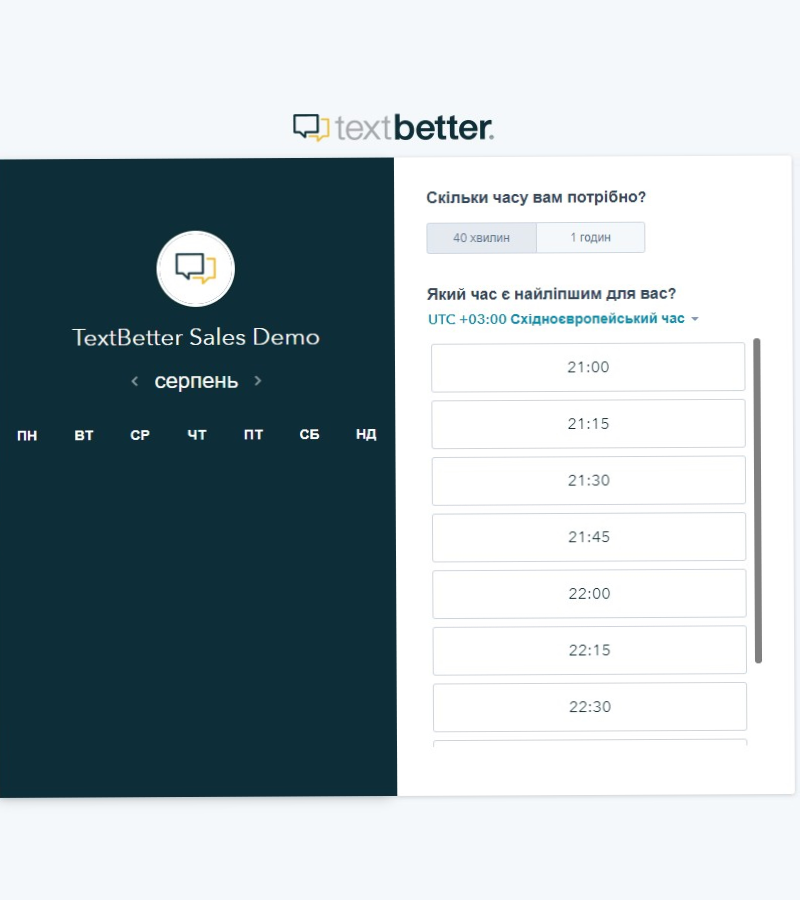 textbetter.
TextBetter Sales Demo
серпень
ПН ВТ СР ЧТ ПТ СБ НД
Скільки часу вам потрібно?
40 хвилин 1 годин
Який час є найліпшим для вас?
UTC +03:00 Східноєвропейський час
21:00
21:15
21:30
21:45
22:00
22:15
22:30